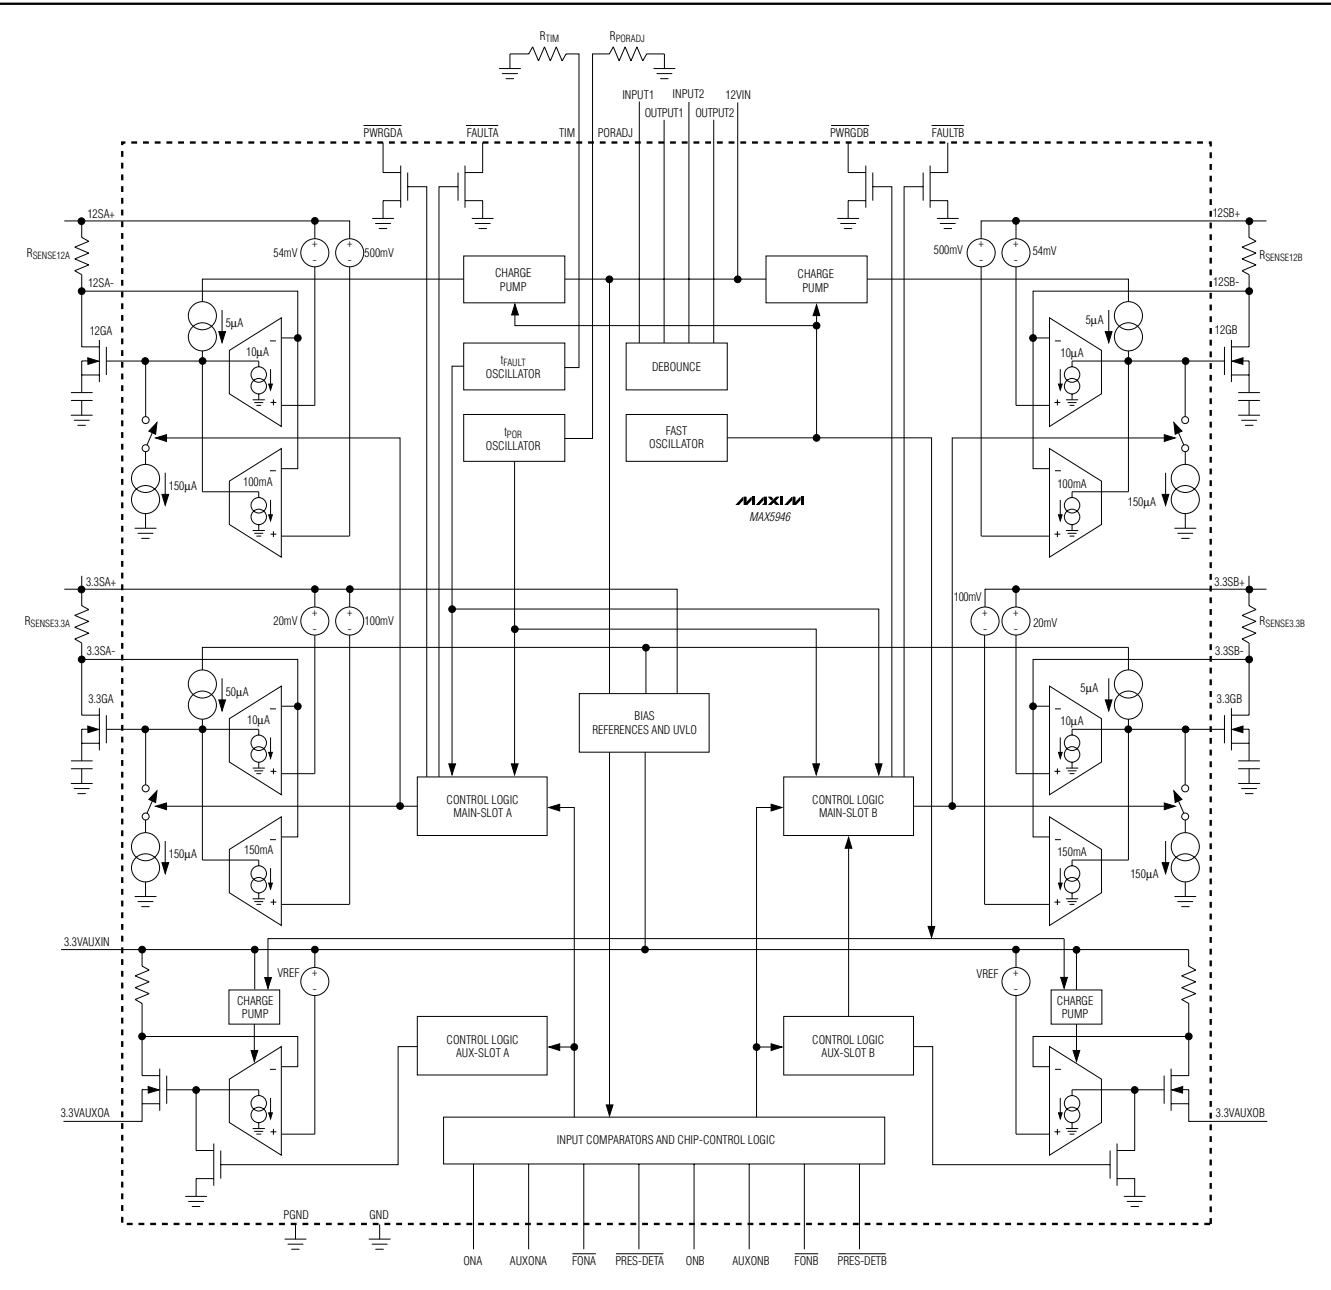 RTIM
RPORADJ
INPUT1
INPUT2
12VIN
OUTPUT1
OUTPUT2
PWRGDA
FAULTA
TIM
PORADJ
PWRGDB
FAULTB
12SA+
12SB+
RSENSE12A
54mV
500mV
500mV
54mV
RSENSE12B
CHARGE
PUMP
CHARGE
PUMP
12SA-
12SB-
5µA
5µA
12GA
12GB
10µA
10µA
tFAULT
OSCILLATOR
DEBOUNCE
tPOR
OSCILLATOR
FAST
OSCILLATOR
150µA
100mA
100mA
150µA
MAXIM
MAX5946
3.3SA+
3.3SB+
RSENSE3.3A
20mV
100mV
100mV
20mV
RSENSE3.3B
3.3SA-
3.3SB-
50µA
5µA
3.3GA
3.3GB
10µA
10µA
BIAS
REFERENCES AND UVLO
CONTROL LOGIC
MAIN-SLOT A
CONTROL LOGIC
MAIN-SLOT B
150µA
150mA
150mA
150µA
3.3VAUXIN
VREF
VREF
CHARGE
PUMP
CHARGE
PUMP
CONTROL LOGIC
AUX-SLOT A
CONTROL LOGIC
AUX-SLOT B
3.3VAUXOA
3.3VAUXOB
INPUT COMPARATORS AND CHIP-CONTROL LOGIC
PGND
GND
ONA
AUXONA
FONA
PRES-DETA
ONB
AUXONB
FONB
PRES-DETB